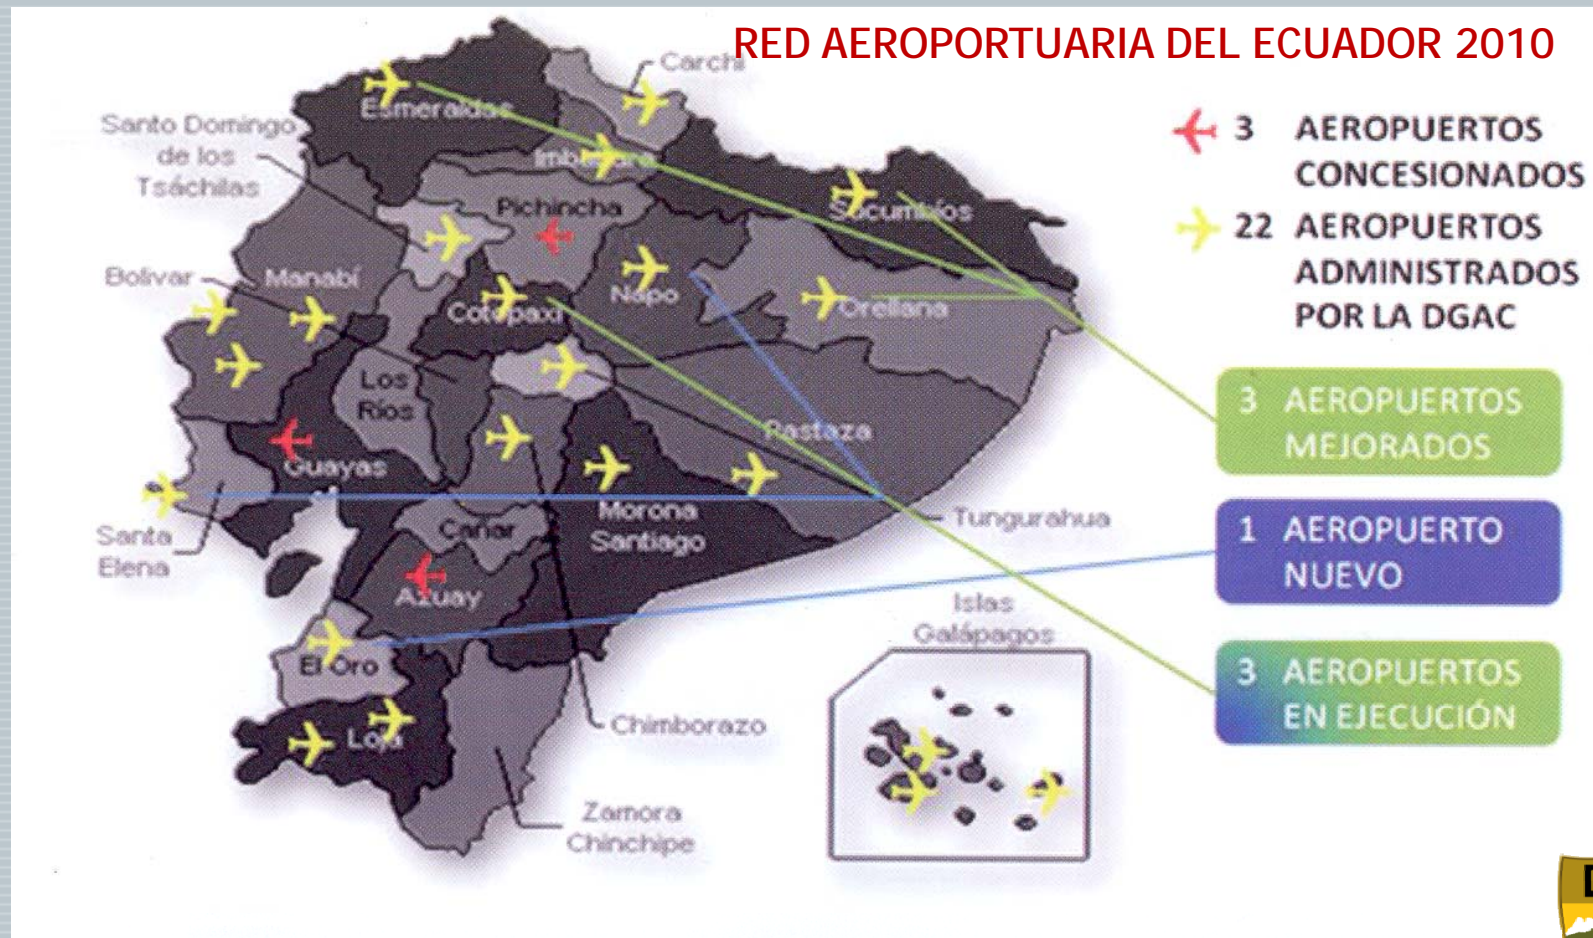 RED AEROPORTUARIA DEL ECUADOR 2010
Carchi
Esmeraldas
Santo Domingo
de los
Tsáchilas
Imbabura
Pichincha
Sucumbíos
Bolivar
Manabí
Napo
Orellana
Cotopaxi
Los
Ríos
Pastaza
Guayas
Morona
Santiago
Tungurahua
Cañar
Santa
Elena
Azuay
El Oro
Loja
Chimborazo
Zamora
Chinchipe
Islas
Galápagos
3 AEROPUERTOS
CONCESIONADOS
22 AEROPUERTOS
ADMINISTRADOS
POR LA DGAC
3 AEROPUERTOS
MEJORADOS
1 AEROPUERTO
NUEVO
3 AEROPUERTOS
EN EJECUCIÓN